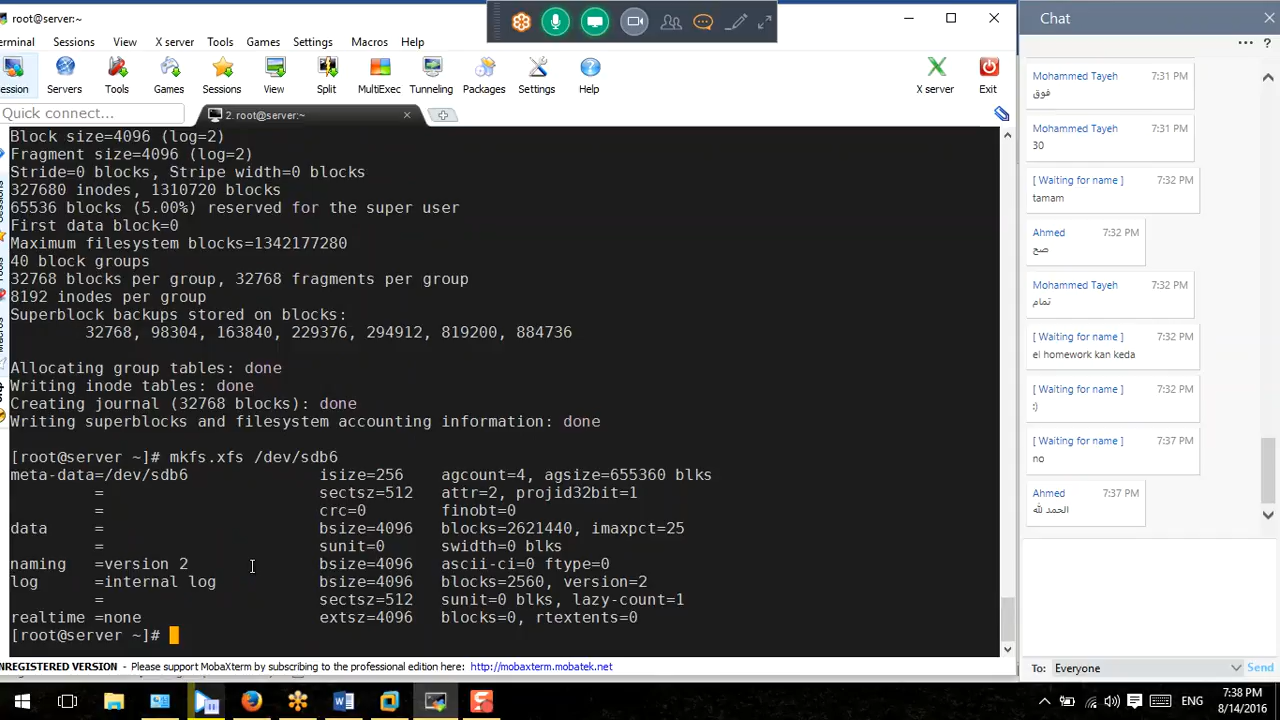 root@server:~
erminal Sessions View X server Tools Games Settings Macros Help
ession Servers Tools Games Sessions View Split MultiExec Tunneling Packages Settings Help X server Exit
Quick connect...
2. root@server:~
Block size=4096 (log=2)
Fragment size=4096 (log=2)
Stride=0 blocks, Stripe width=0 blocks
327680 inodes, 1310720 blocks
65536 blocks (5.00%) reserved for the super user
First data block=0
Maximum filesystem blocks=1342177280
40 block groups
32768 blocks per group, 32768 fragments per group
8192 inodes per group
Superblock backups stored on blocks:
32768, 98304, 163840, 229376, 294912, 819200, 884736
Allocating group tables: done
Writing inode tables: done
Creating journal (32768 blocks): done
Writing superblocks and filesystem accounting information: done
[root@server ~]# mkfs.xfs /dev/sdb6
meta-data=/dev/sdb6 isize=256 agcount=4, agsize=655360 blks
= sectsz=512 attr=2, projid32bit=1
= crc=0 finobt=0
data = bsize=4096 blocks=2621440, imaxpct=25
= sunit=0 swidth=0 blks
naming =version 2 bsize=4096 ascii-ci=0 ftype=0
log =internal log bsize=4096 blocks=2560, version=2
= sectsz=512 sunit=0 blks, lazy-count=1
realtime =none extsz=4096 blocks=0, rtextents=0
[root@server ~]#
NREGISTERED VERSION - Please support MobaXterm by subscribing to the professional edition here: http://mobaxterm.mobatek.net
Chat
... ?
Mohammed Tayeh 7:31 PM
فوق
Mohammed Tayeh 7:31 PM
30
[ Waiting for name ] 7:32 PM
tamam
Ahmed 7:32 PM
صح
Mohammed Tayeh 7:32 PM
تمام
[ Waiting for name ] 7:32 PM
el homework kan keda
[ Waiting for name ] 7:32 PM
:)
[ Waiting for name ] 7:37 PM
no
Ahmed 7:37 PM
الحمد لله
To: Everyone Send
7:38 PM
8/14/2016